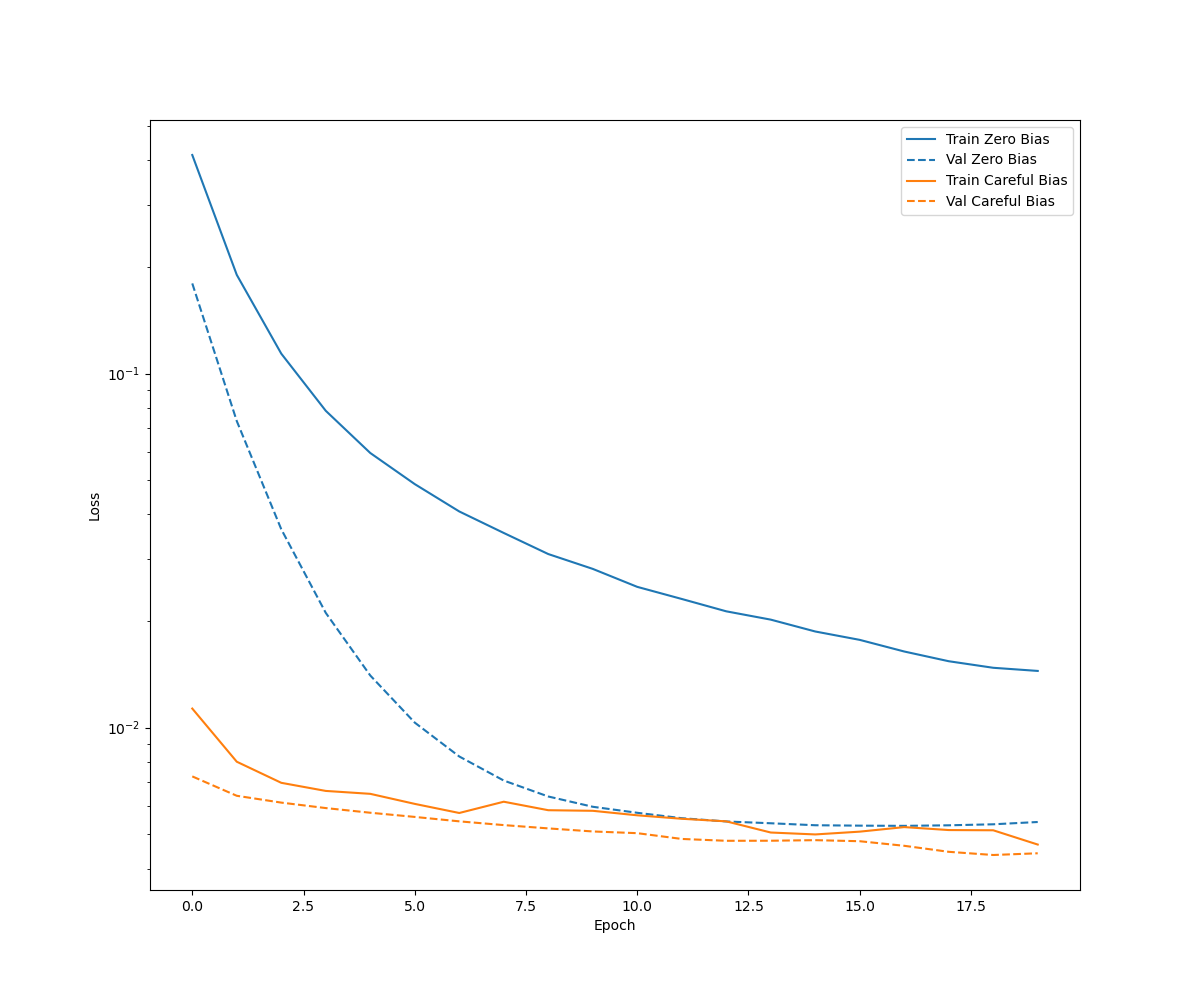 Train Zero Bias
Val Zero Bias
Train Careful Bias
Val Careful Bias
10⁻¹
10⁻²
Loss
0.0 2.5 5.0 7.5 10.0 12.5 15.0 17.5
Epoch